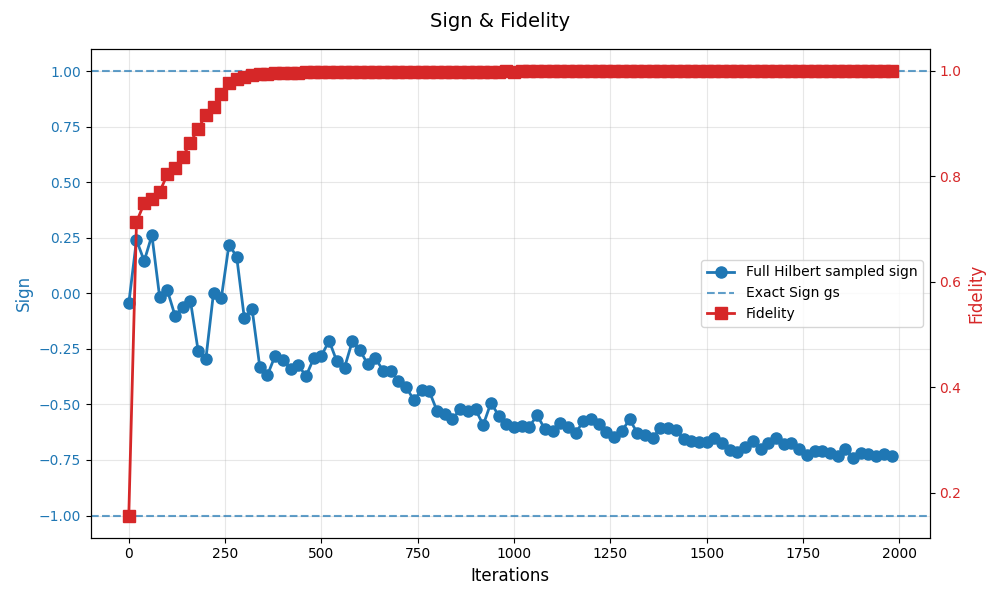 Sign & Fidelity
1.00
0.75
0.50
0.25
0.00
−0.25
−0.50
−0.75
−1.00
Sign
1.0
0.8
0.6
0.4
0.2
Fidelity
Full Hilbert sampled sign
Exact Sign gs
Fidelity
0 250 500 750 1000 1250 1500 1750 2000
Iterations